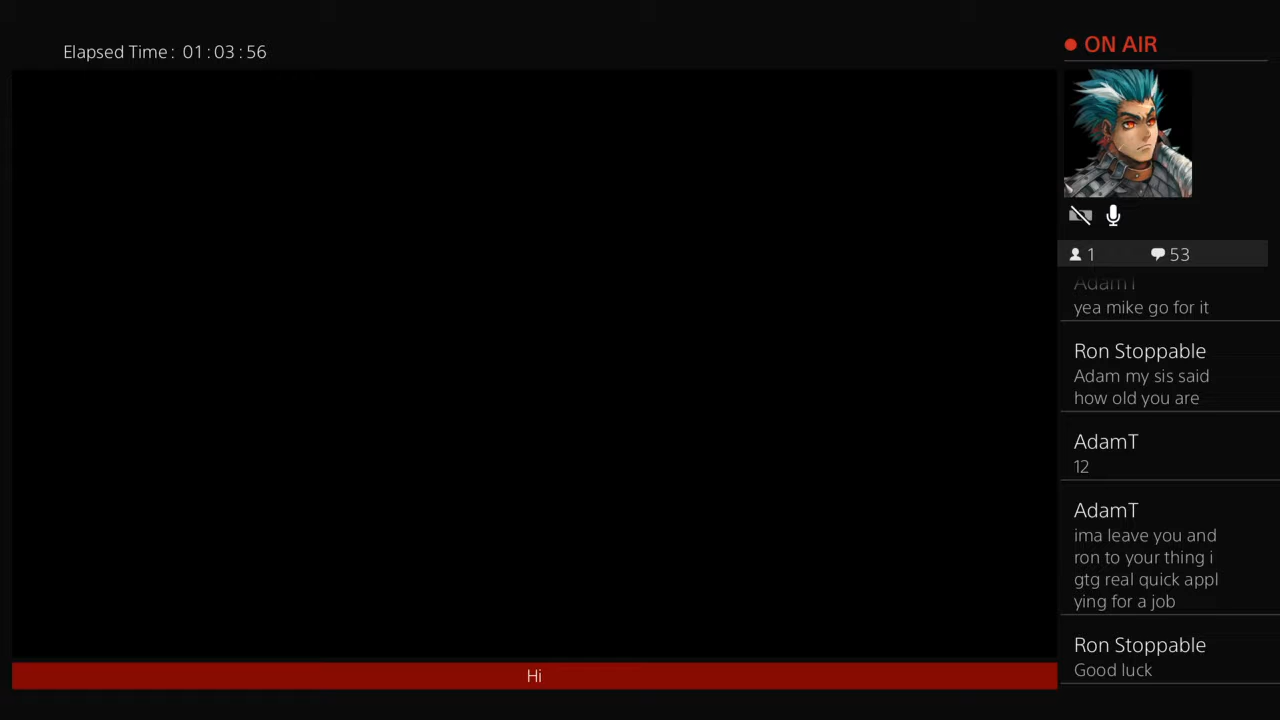 Elapsed Time: 01:03:56
ON AIR
1 53
AdamT
yea mike go for it
Ron Stoppable
Adam my sis said
how old you are
AdamT
12
AdamT
ima leave you and
ron to your thing i
gtg real quick appl
ying for a job
Ron Stoppable
Good luck
Hi